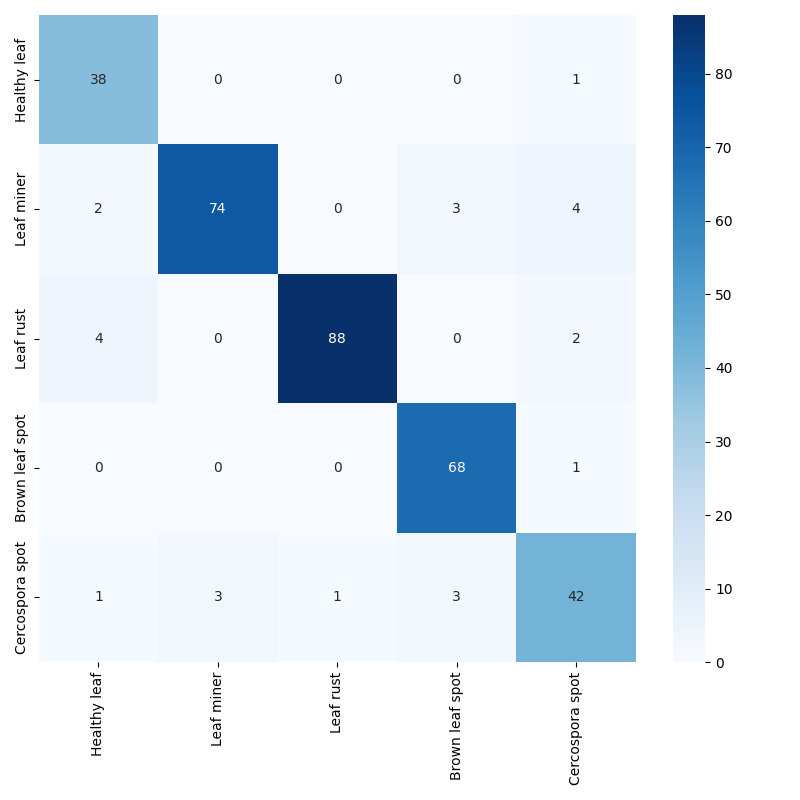 Healthy leaf 38 0 0 0 1
Leaf miner 2 74 0 3 4
Leaf rust 4 0 88 0 2
Brown leaf spot 0 0 0 68 1
Cercospora spot 1 3 1 3 42
Healthy leaf Leaf miner Leaf rust Brown leaf spot Cercospora spot
80
70
60
50
40
30
20
10
0